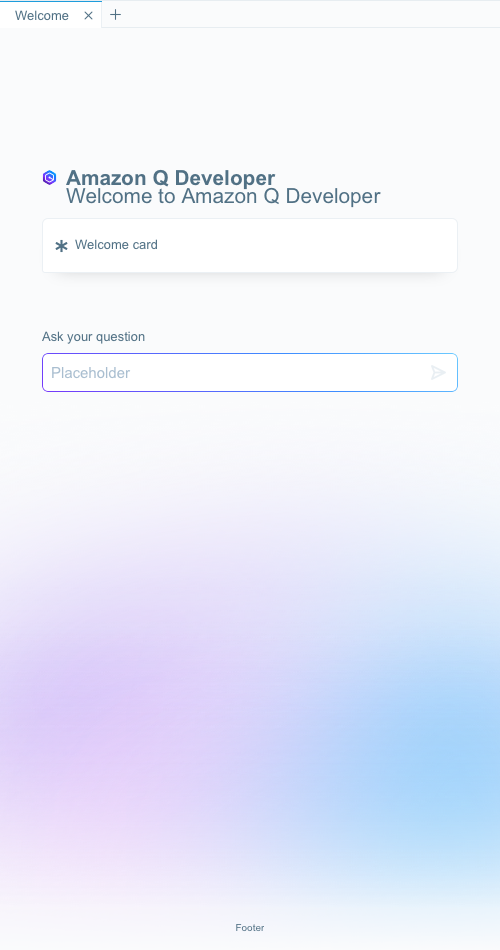 Welcome
Amazon Q Developer
Welcome to Amazon Q Developer
Welcome card
Ask your question
Placeholder
Footer